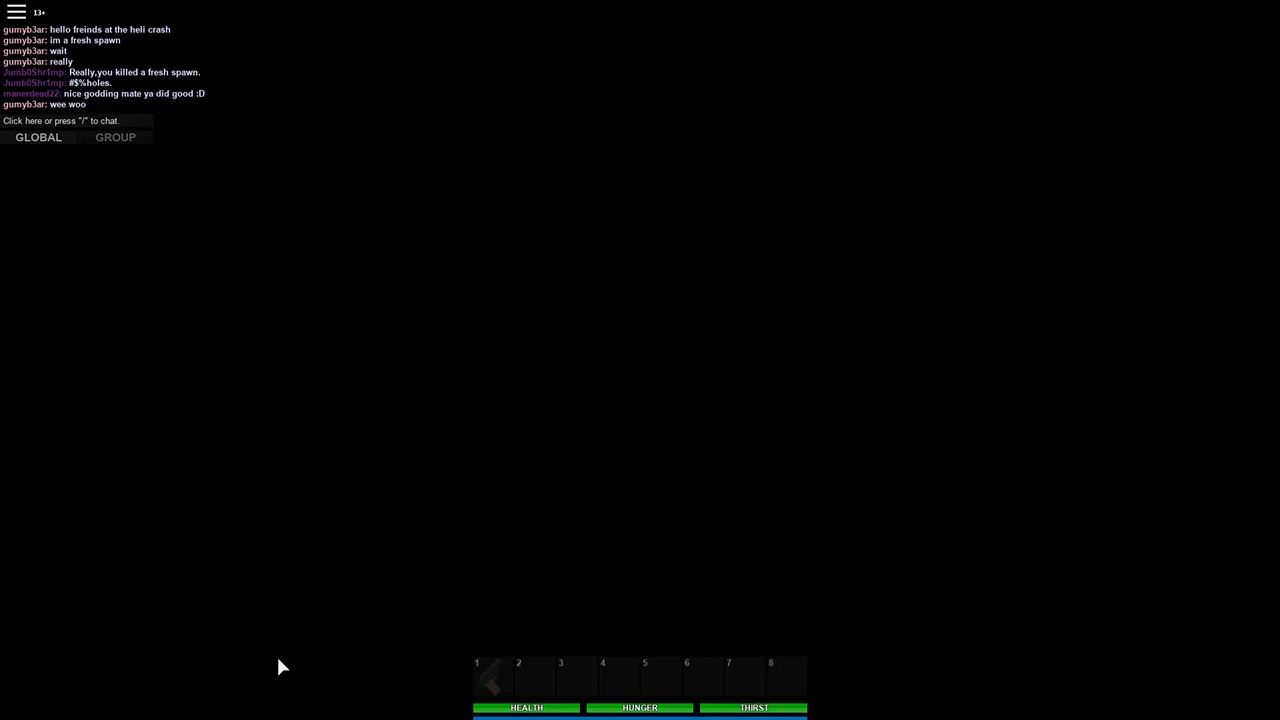 13+
gumyb3ar: hello freinds at the heli crash
gumyb3ar: im a fresh spawn
gumyb3ar: wait
gumyb3ar: really
Jumb0Shr1mp: Really,you killed a fresh spawn.
Jumb0Shr1mp: #$%holes.
manerdead22: nice godding mate ya did good :D
gumyb3ar: wee woo
Click here or press "/" to chat.
GLOBAL GROUP
1 2 3 4 5 6 7 8
HEALTH HUNGER THIRST